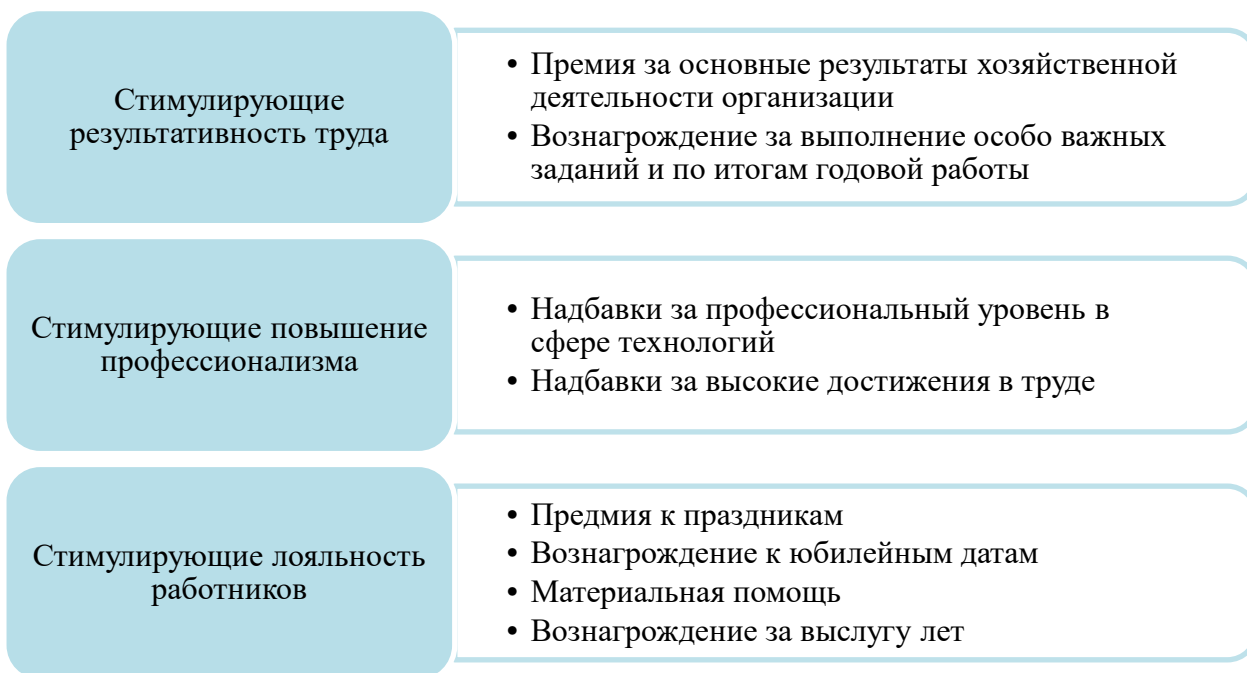 Стимулирующие
результативность труда
• Премия за основные результаты хозяйственной
деятельности организации
• Вознаграждение за выполнение особо важных
заданий и по итогам годовой работы
Стимулирующие повышение
профессионализма
• Надбавки за профессиональный уровень в
сфере технологий
• Надбавки за высокие достижения в труде
Стимулирующие лояльность
работников
• Предмия к праздникам
• Вознаграждение к юбилейным датам
• Материальная помощь
• Вознаграждение за выслугу лет